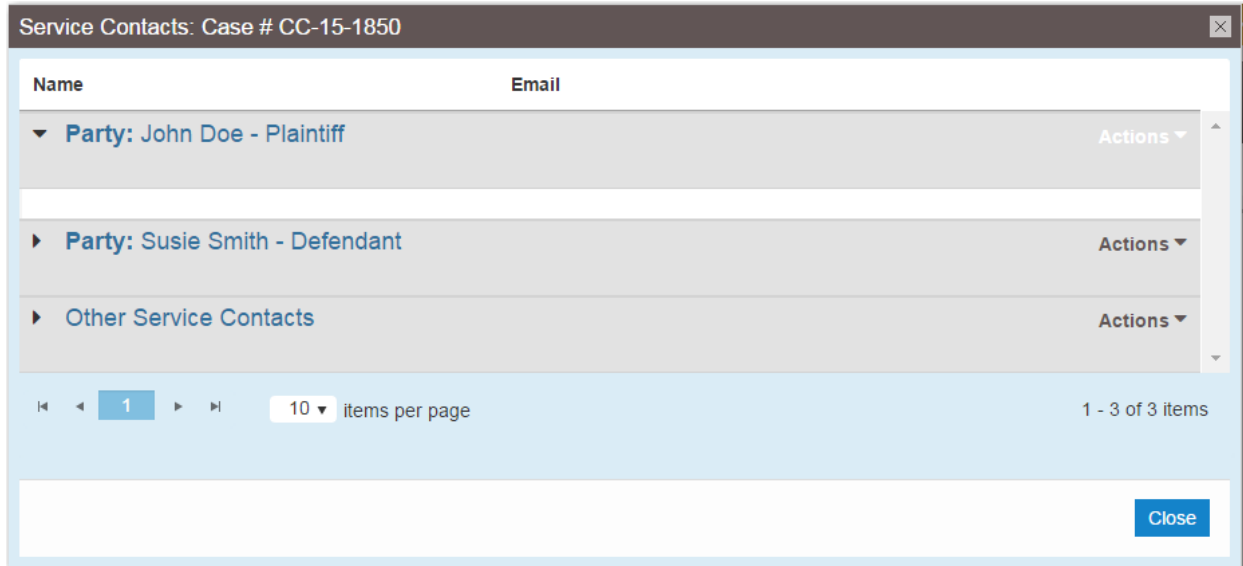 Service Contacts: Case # CC-15-1850
Name Email
Party: John Doe - Plaintiff Actions
Party: Susie Smith - Defendant Actions
Other Service Contacts Actions
1 10 items per page 1 - 3 of 3 items
Close